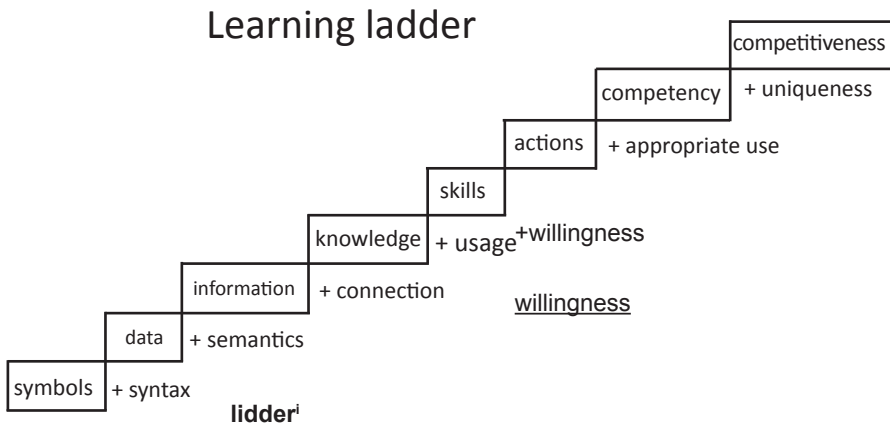 Learning ladder
competitiveness
competency
+ uniqueness
actions
+ appropriate use
skills
knowledge
+ usage
+willingness
information
+ connection
willingness
data
+ semantics
symbols
+ syntax
lidderⁱ